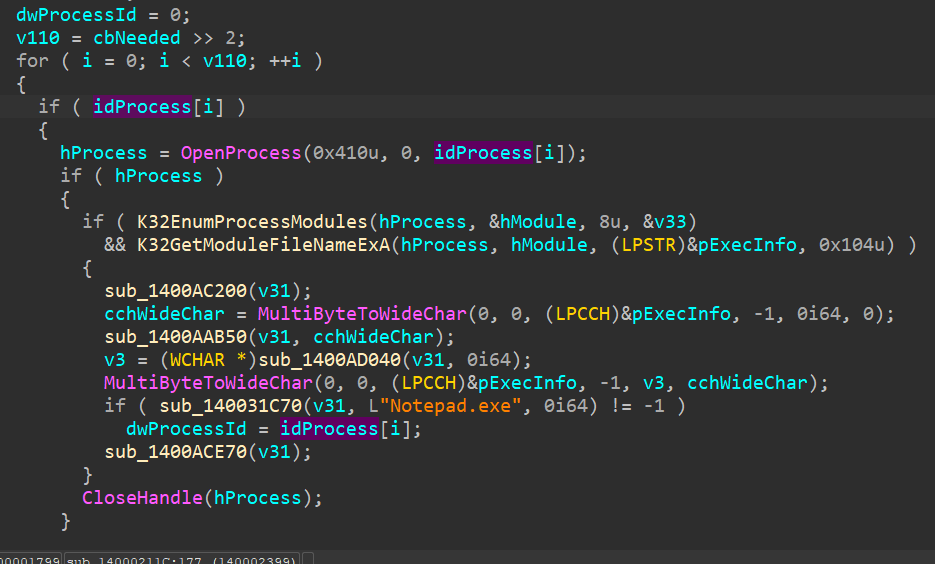 dwProcessId = 0;
v110 = cbNeeded >> 2;
for ( i = 0; i < v110; ++i )
{
if ( idProcess[i] )
{
hProcess = OpenProcess(0x410u, 0, idProcess[i]);
if ( hProcess )
{
if ( K32EnumProcessModules(hProcess, &hModule, 8u, &v33)
&& K32GetModuleFileNameExA(hProcess, hModule, (LPSTR)&pExecInfo, 0x104u) )
{
sub_1400AC200(v31);
cchWideChar = MultiByteToWideChar(0, 0, (LPCCH)&pExecInfo, -1, 0i64, 0);
sub_1400AAB50(v31, cchWideChar);
v3 = (WCHAR *)sub_1400AD040(v31, 0i64);
MultiByteToWideChar(0, 0, (LPCCH)&pExecInfo, -1, v3, cchWideChar);
if ( sub_140031C70(v31, L"Notepad.exe", 0i64) != -1 )
dwProcessId = idProcess[i];
sub_1400ACE70(v31);
}
CloseHandle(hProcess);
}
00001799 sub_14000211C:177 (140002399)